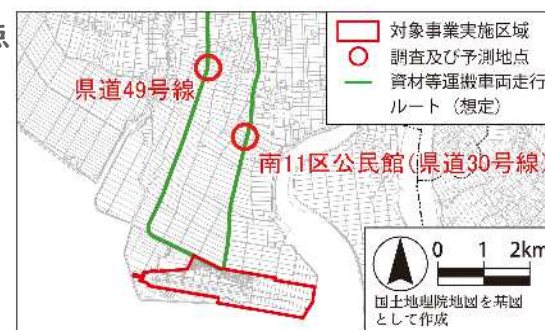 点
対象事業実施区域
調査及び予測地点
資材等運搬車両走行
ルート（想定）
県道49号線
南11区公民館(県道30号線)
0 1 2km
国土地理院地図を基図
として作成